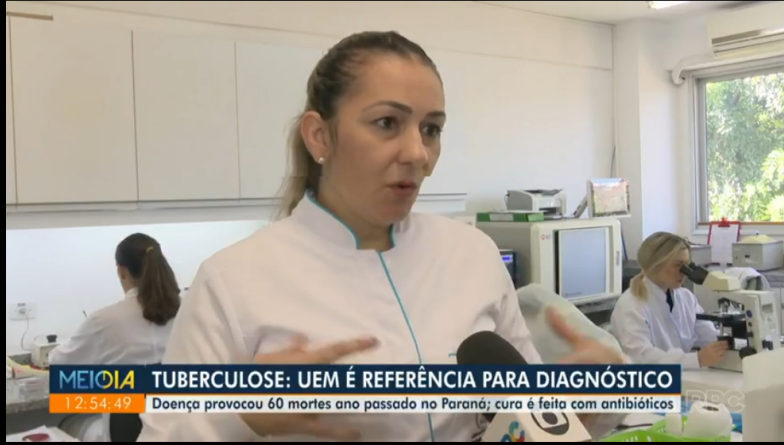 MEIODIA
TUBERCULOSE: UEM É REFERÊNCIA PARA DIAGNÓSTICO
12:54:49
Doença provocou 60 mortes ano passado no Paraná; cura é feita com antibióticos
RPC